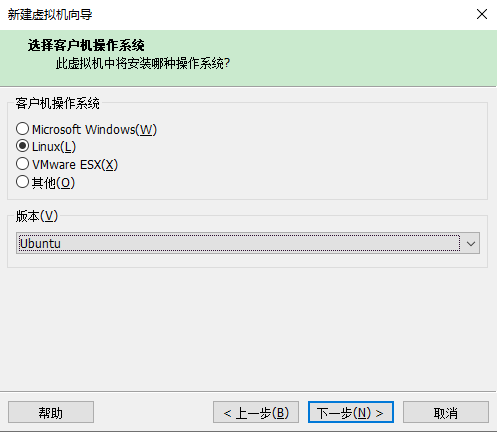 新建虚拟机向导
选择客户机操作系统
此虚拟机中将安装哪种操作系统?
客户机操作系统
Microsoft Windows(W)
Linux(L)
VMware ESX(X)
其他(O)
版本(V)
Ubuntu
帮助
< 上一步(B)
下一步(N) >
取消